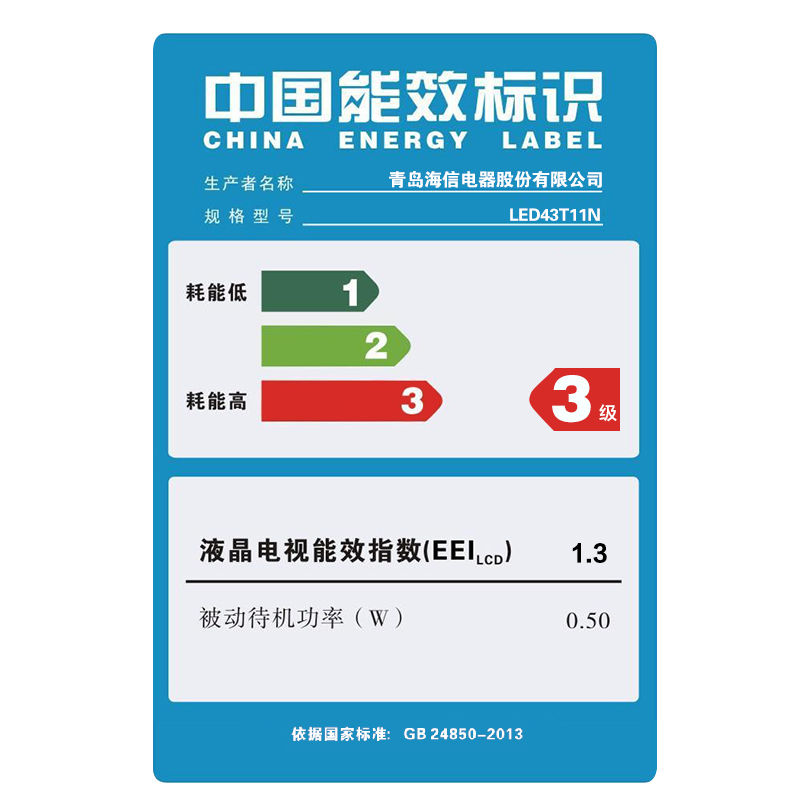 中国能效标识
CHINA ENERGY LABEL
生产者名称 青岛海信电器股份有限公司
规格型号 LED43T11N
耗能低 1
2
耗能高 3
3级
液晶电视能效指数(EEILCD) 1.3
被动待机功率(W) 0.50
依据国家标准: GB 24850-2013